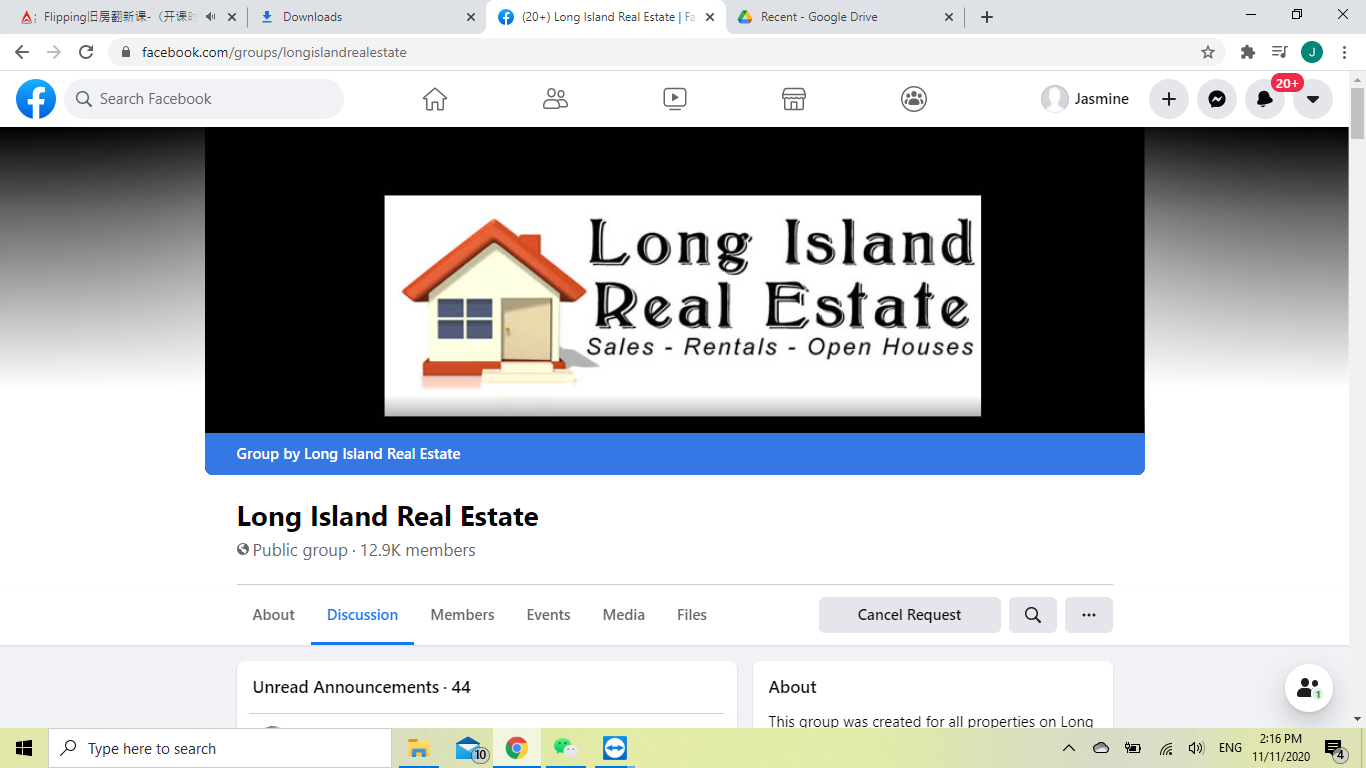 Flipping旧房翻新课-（开课时
Downloads
(20+) Long Island Real Estate | Fa
Recent - Google Drive
facebook.com/groups/longislandrealestate
J
Search Facebook
Jasmine
20+
Long Island
Real Estate
Sales - Rentals - Open Houses
Group by Long Island Real Estate
Long Island Real Estate
Public group · 12.9K members
About
Discussion
Members
Events
Media
Files
Cancel Request
Unread Announcements · 44
About
This group was created for all properties on Long
1
Type here to search
10
ENG
2:16 PM
11/11/2020
4